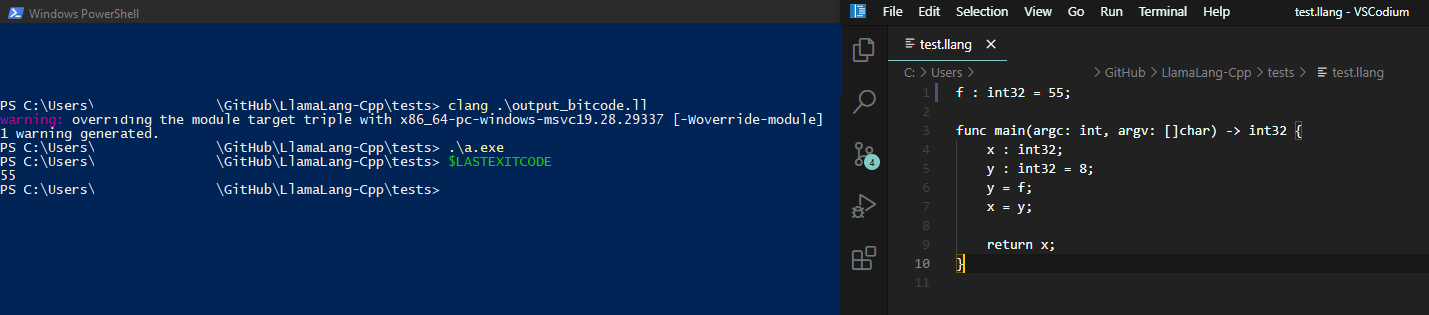 Windows PowerShell
PS C:\Users\ \GitHub\LlamaLang-Cpp\tests> clang .\output_bitcode.ll
warning: overriding the module target triple with x86_64-pc-windows-msvc19.28.29337 [-Woverride-module]
1 warning generated.
PS C:\Users\ \GitHub\LlamaLang-Cpp\tests> .\a.exe
PS C:\Users\ \GitHub\LlamaLang-Cpp\tests> $LASTEXITCODE
55
PS C:\Users\ \GitHub\LlamaLang-Cpp\tests>
File Edit Selection View Go Run Terminal Help test.llang - VSCodium
test.llang
C: > Users > > GitHub > LlamaLang-Cpp > tests > test.llang
1 f : int32 = 55;
2
3 func main(argc: int, argv: []char) -> int32 {
4 x : int32;
5 y : int32 = 8;
6 y = f;
7 x = y;
8
9 return x;
10 }
11
4